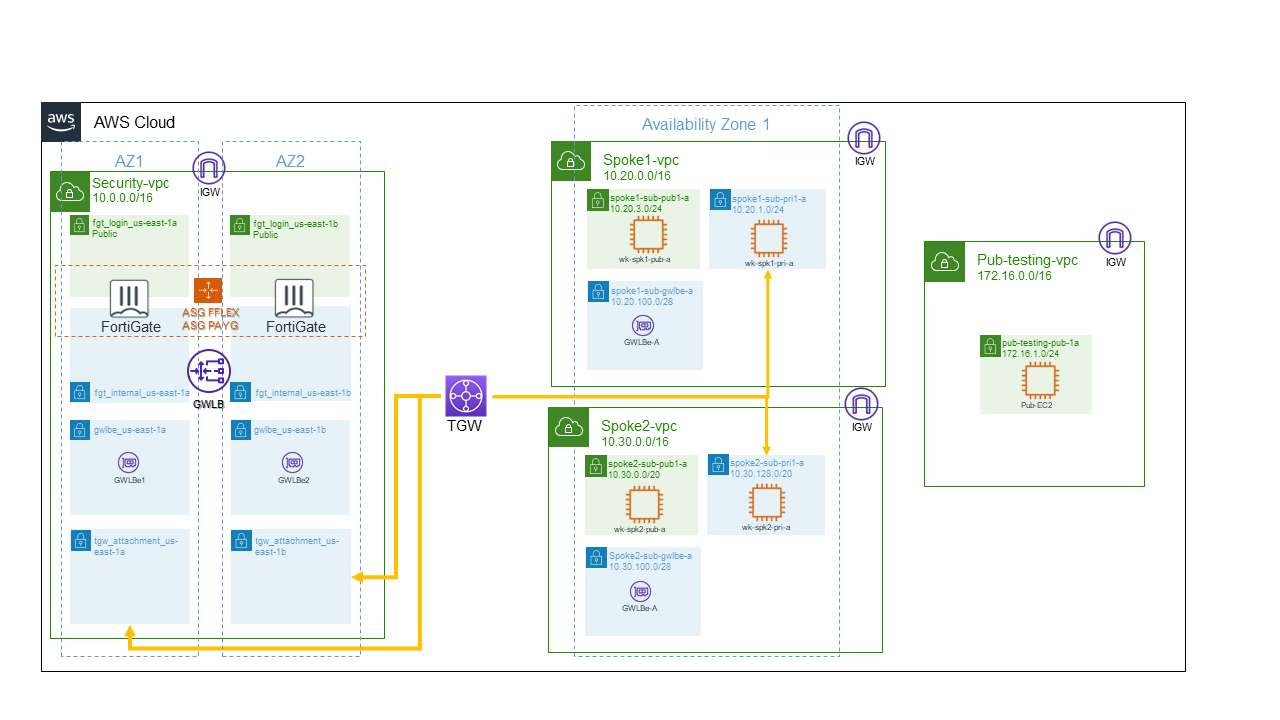 aws
AWS Cloud
AZ1
AZ2
IGW
Security-vpc
10.0.0.0/16
fgt_login_us-east-1a
Public
fgt_login_us-east-1b
Public
FortiGate
ASG FFLEX
ASG PAYG
FortiGate
GWLB
fgt_internal_us-east-1a
fgt_internal_us-east-1b
gwlbe_us-east-1a
GWLBe1
gwlbe_us-east-1b
GWLBe2
tgw_attachment_us-
east-1a
tgw_attachment_us-
east-1b
TGW
Availability Zone 1
IGW
Spoke1-vpc
10.20.0.0/16
spoke1-sub-pub1-a
10.20.3.0/24
wk-spk1-pub-a
spoke1-sub-pri1-a
10.20.1.0/24
wk-spk1-pri-a
spoke1-sub-gwlbe-a
10.20.100.0/28
GWLBe-A
IGW
Spoke2-vpc
10.30.0.0/16
spoke2-sub-pub1-a
10.30.0.0/20
wk-spk2-pub-a
spoke2-sub-pri1-a
10.30.128.0/20
wk-spk2-pri-a
Spoke2-sub-gwlbe-a
10.30.100.0/28
GWLBe-A
IGW
Pub-testing-vpc
172.16.0.0/16
pub-testing-pub-1a
172.16.1.0/24
Pub-EC2